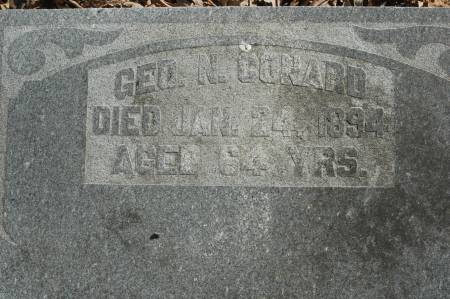 GEO. N. CONARD
DIED JAN. 24, 1894
AGED 64 YRS.